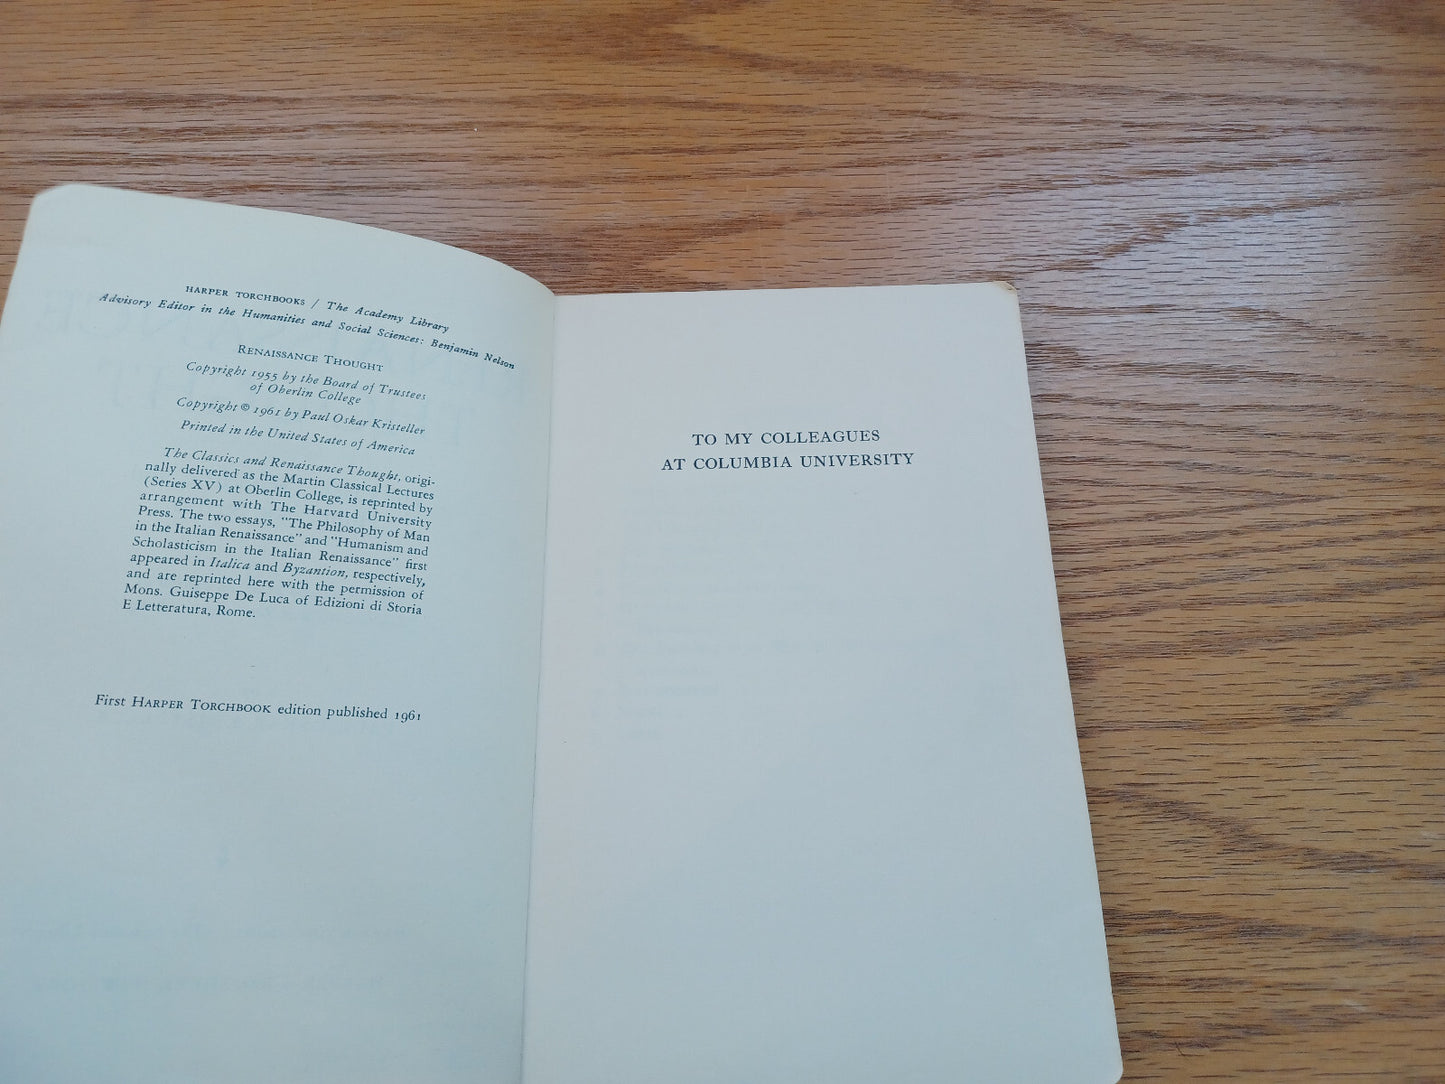 HARPER TORCHBOOKS / The Academy Library
Advisory Editor in the Humanities and Social Sciences: Benjamin Nelson
RENAISSANCE THOUGHT
Copyright 1955 by the Board of Trustees
of Oberlin College
Copyright © 1961 by Paul Oskar Kristeller
Printed in the United States of America
The Classics and Renaissance Thought, origi-
nally delivered as the Martin Classical Lectures
(Series XV) at Oberlin College, is reprinted by
arrangement with The Harvard University
Press. The two essays, "The Philosophy of Man
in the Italian Renaissance" and "Humanism and
Scholasticism in the Italian Renaissance" first
appeared in Italica and Byzantion, respectively,
and are reprinted here with the permission of
Mons. Guiseppe De Luca of Edizioni di Storia
E Letteratura, Rome.
First HARPER TORCHBOOK edition published 1961
TO MY COLLEAGUES
AT COLUMBIA UNIVERSITY